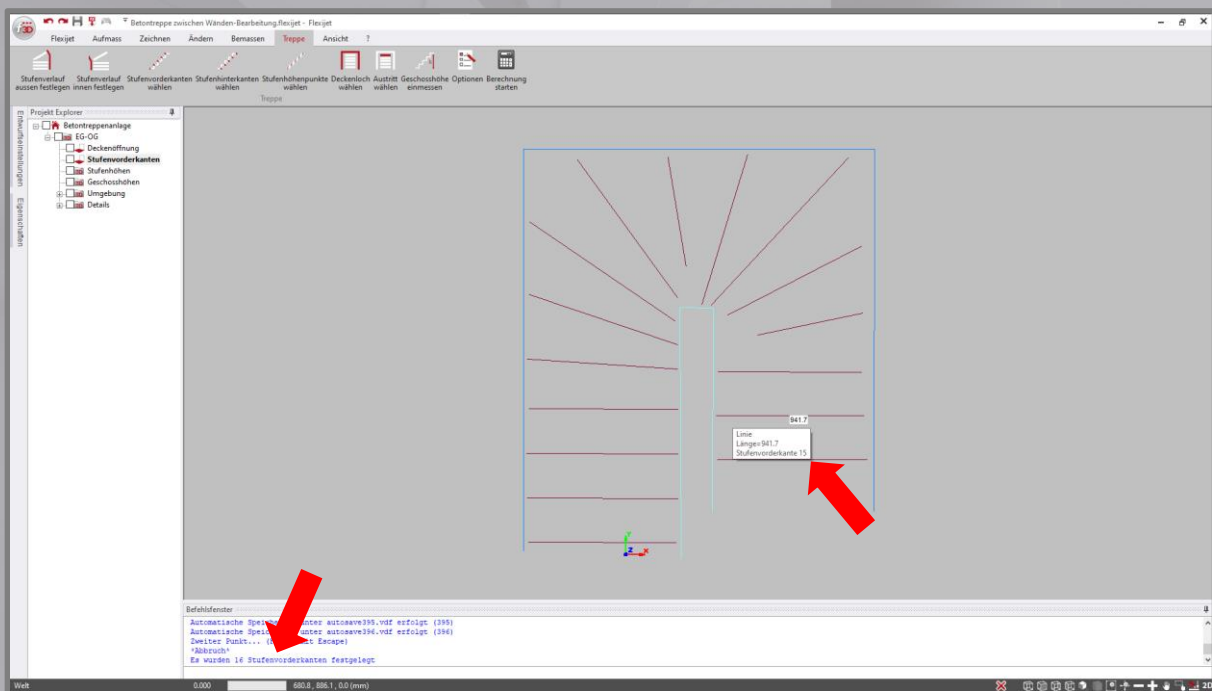 Betontreppe zwischen Wänden-Bearbeitung.flexijet - Flexijet
Flexijet Aufmass Zeichnen Ändern Bemassen Treppe Ansicht ?
Stufenverlauf aussen festlegen
Stufenverlauf innen festlegen
Stufenvorderkanten wählen
Stufenhinterkanten wählen
Stufenhöhenpunkte wählen
Deckenloch wählen
Austritt wählen
Geschosshöhe einmessen
Optionen
Berechnung starten
Treppe
Entwurfseinstellungen
Eigenschaften
Projekt Explorer
Betontreppenanlage
EG-OG
Deckenöffnung
Stufenvorderkanten
Stufenhöhen
Geschosshöhen
Umgebung
Details
941.7
Linie
Länge=941.7
Stufenvorderkante 15
Y
Z X
Befehlsfenster
Automatische unter autosave395.vdf erfolgt (395)
Automatische unter autosave396.vdf erfolgt (396)
Zweiter Punkt... Escape)
*Abbruch*
Es wurden 16 Stufenvorderkanten festgelegt
Welt 0.000 680.8, 886.1, 0.0 (mm) 2D